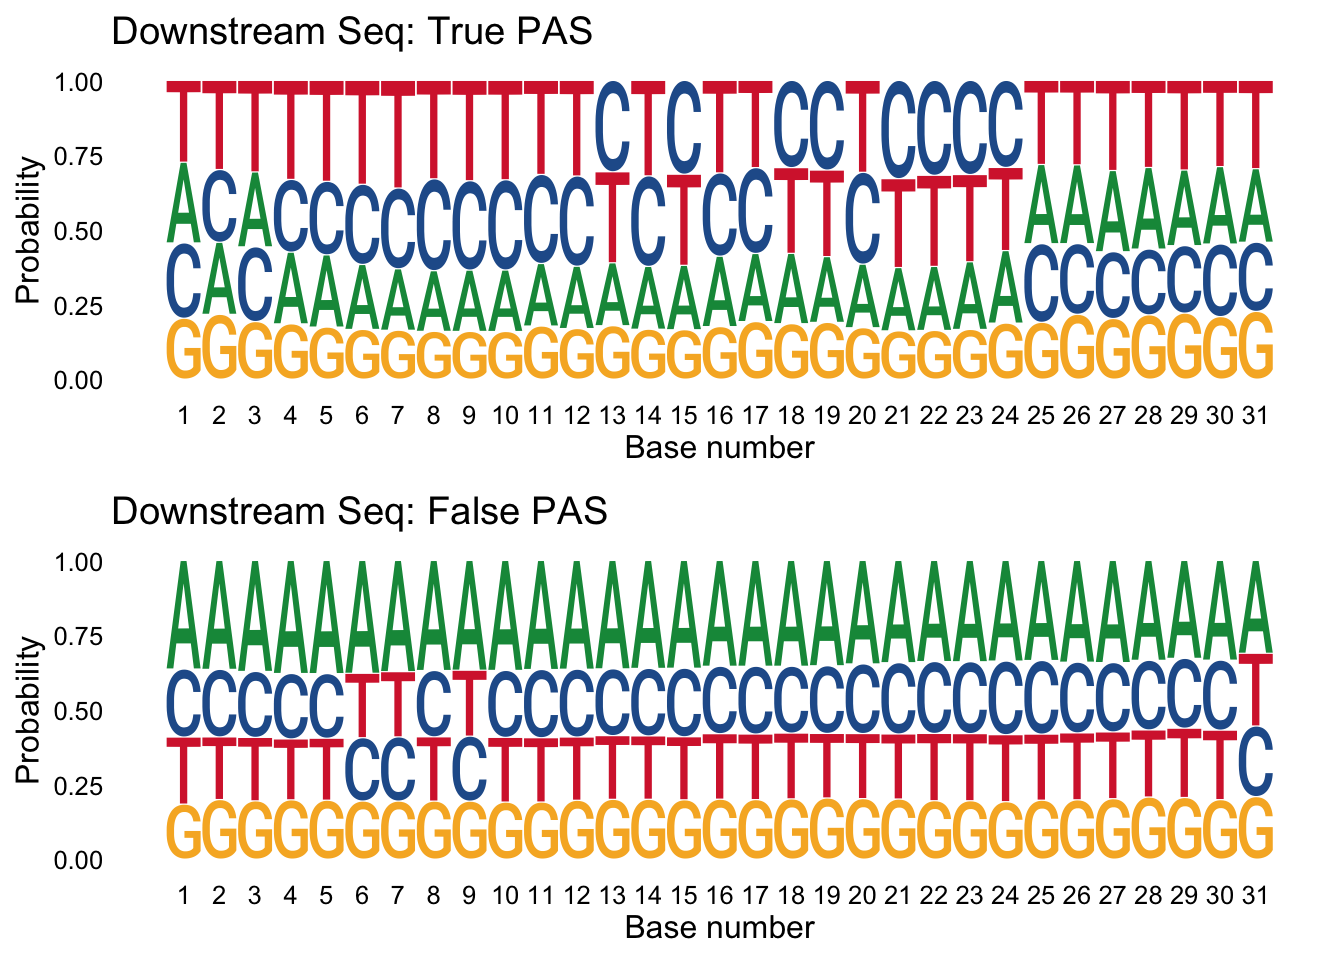 Downstream Seq: True PAS
Probability
1.00
0.75
0.50
0.25
0.00
TTTTTTTTTTTTCTCTTCCTCCCCTTTTTTT
ACACCCCCCCCCTCTCCTTCTTTTAAAAAAA
CACAAAAAAAAAAAAAAAAAAAAACCCCCCC
GGGGGGGGGGGGGGGGGGGGGGGGGGGGGGG
1 2 3 4 5 6 7 8 9 10 11 12 13 14 15 16 17 18 19 20 21 22 23 24 25 26 27 28 29 30 31
Base number
Downstream Seq: False PAS
Probability
1.00
0.75
0.50
0.25
0.00
AAAAAAAAAAAAAAAAAAAAAAAAAAAAAAA
CCCCCTTCTCCCCCCCCCCCCCCCCCCCCCT
TTTTTCCTCTTTTTTTTTTTTTTTTTTTTTC
GGGGGGGGGGGGGGGGGGGGGGGGGGGGGGG
1 2 3 4 5 6 7 8 9 10 11 12 13 14 15 16 17 18 19 20 21 22 23 24 25 26 27 28 29 30 31
Base number